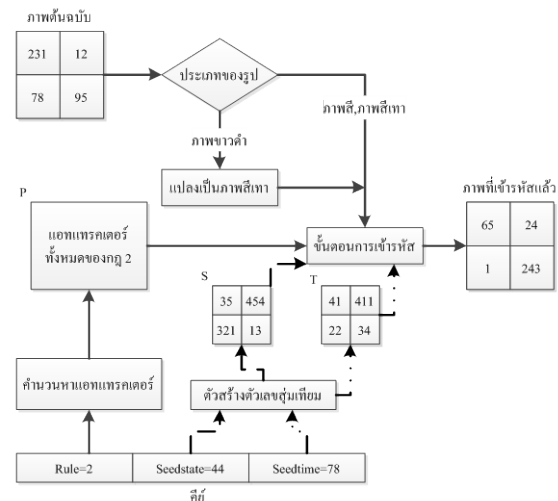 ภาพต้นฉบับ
231 12
78 95
ประเภทของรูป
ภาพสี,ภาพสีเทา
ภาพขาวดำ
แปลงเป็นภาพสีเทา
P
แอทแทรคเตอร์
ทั้งหมดของกฎ 2
ขั้นตอนการเข้ารหัส
ภาพที่เข้ารหัสแล้ว
65 24
1 243
S
35 454
321 13
T
41 411
22 34
คำนวนหาแอทแทรคเตอร์
ตัวสร้างตัวเลขสุ่มเทียม
Rule=2 Seedstate=44 Seedtime=78
คีย์